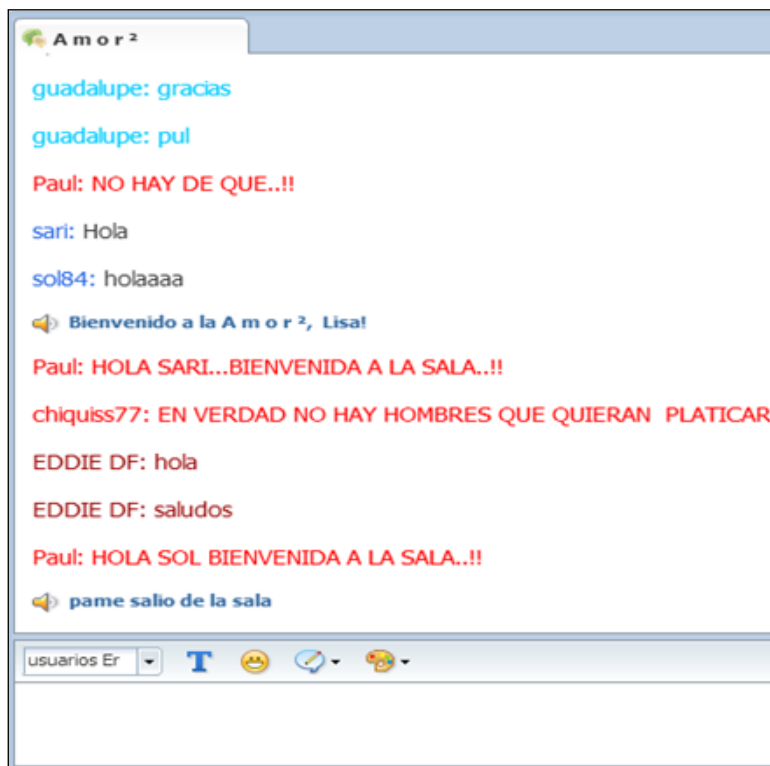 A m o r ²
guadalupe: gracias
guadalupe: pul
Paul: NO HAY DE QUE..!!
sari: Hola
sol84: holaaaa
Bienvenido a la A m o r ², Lisa!
Paul: HOLA SARI...BIENVENIDA A LA SALA..!!
chiquiss77: EN VERDAD NO HAY HOMBRES QUE QUIERAN PLATICAR
EDDIE DF: hola
EDDIE DF: saludos
Paul: HOLA SOL BIENVENIDA A LA SALA..!!
pame salio de la sala
usuarios Er
T